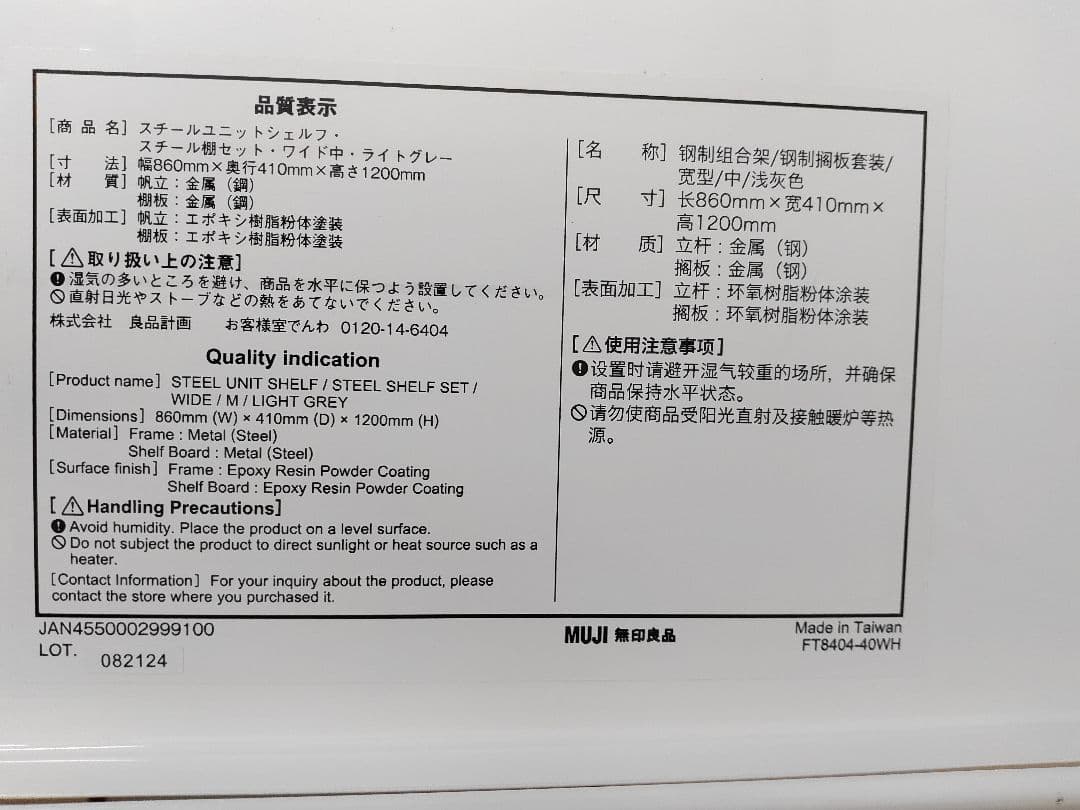 品質表示
[商品名] スチールユニットシェルフ・
スチール棚セット・ワイド中・ライトグレー
[寸　法] 幅860mm×奥行410mm×高さ1200mm
[材　質] 帆立：金属（鋼）
棚板：金属（鋼）
[表面加工] 帆立：エポキシ樹脂粉体塗装
棚板：エポキシ樹脂粉体塗装
[⚠取り扱い上の注意]
湿気の多いところを避け、商品を水平に保つよう設置してください。
直射日光やストーブなどの熱をあてないでください。
株式会社　良品計画　お客様室でんわ 0120-14-6404
Quality indication
[Product name] STEEL UNIT SHELF / STEEL SHELF SET /
WIDE / M / LIGHT GREY
[Dimensions] 860mm (W) × 410mm (D) × 1200mm (H)
[Material] Frame : Metal (Steel)
Shelf Board : Metal (Steel)
[Surface finish] Frame : Epoxy Resin Powder Coating
Shelf Board : Epoxy Resin Powder Coating
[⚠Handling Precautions]
Avoid humidity. Place the product on a level surface.
Do not subject the product to direct sunlight or heat source such as a
heater.
[Contact Information] For your inquiry about the product, please
contact the store where you purchased it.
[名　称] 钢制组合架/钢制搁板套装/
宽型/中/浅灰色
[尺　寸] 长860mm×宽410mm×
高1200mm
[材　质] 立杆：金属（钢）
搁板：金属（钢）
[表面加工] 立杆：环氧树脂粉体涂装
搁板：环氧树脂粉体涂装
[⚠使用注意事项]
设置时请避开湿气较重的场所，并确保
商品保持水平状态。
请勿使商品受阳光直射及接触暖炉等热
源。
JAN4550002999100
LOT.
082124
MUJI 無印良品
Made in Taiwan
FT8404-40WH